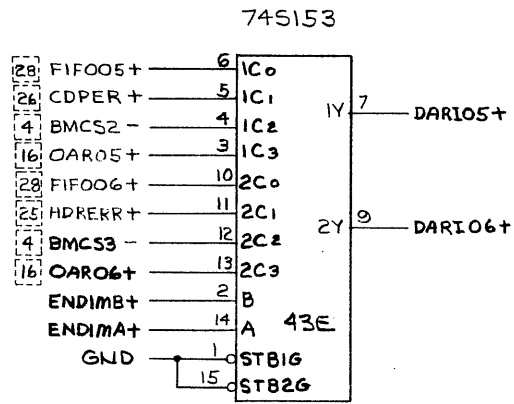 74S153
28 FIFO05+ 6 1C0
26 CDPER+ 5 1C1
4 BMCS2- 4 1C2
16 OAR05+ 3 1C3
28 FIFO06+ 10 2C0
25 HDRERR+ 11 2C1
4 BMCS3- 12 2C2
16 OAR06+ 13 2C3
ENDIMB+ 2 B
ENDIMA+ 14 A
GND 1 STB1G
15 STB2G
1Y 7 DARIO5+
2Y 9 DARIO6+
43E